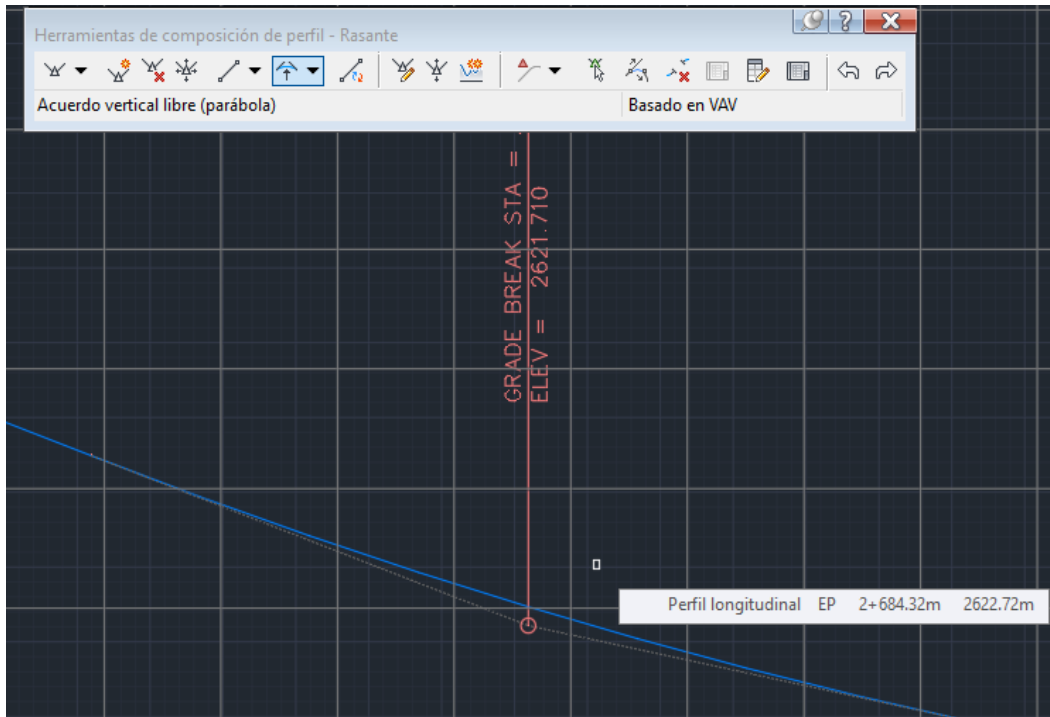 Herramientas de composición de perfil - Rasante
Acuerdo vertical libre (parábola)
Basado en VAV
GRADE BREAK STA =
ELEV = 2621.710
Perfil longitudinal EP 2+684.32m 2622.72m